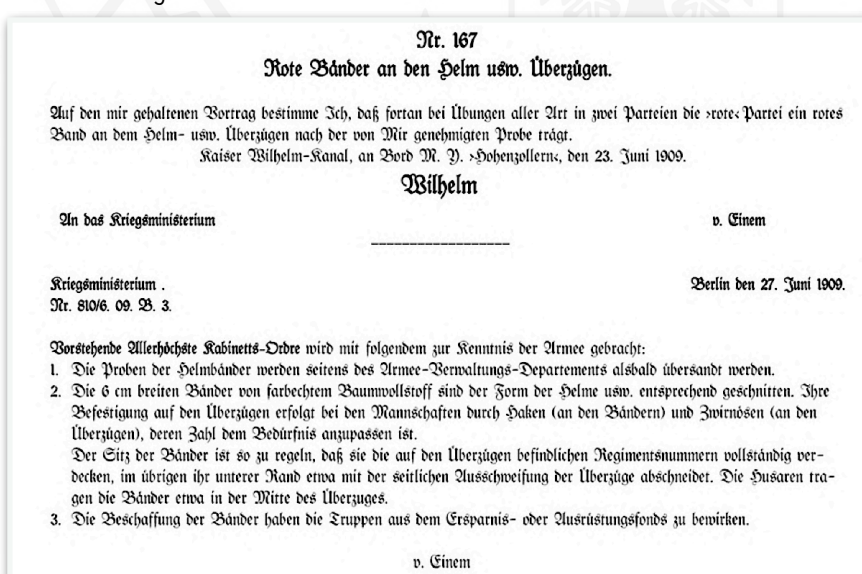 Nr. 167
Rote Bänder an den Helm usw. Überzügen.
Auf den mir gehaltenen Vortrag bestimme Ich, daß fortan bei Übungen aller Art in zwei Parteien die ›rote‹ Partei ein rotes
Band an dem Helm- usw. Überzügen nach der von Mir genehmigten Probe trägt.
Kaiser Wilhelm-Kanal, an Bord M. Y. ›Hohenzollern‹, den 23. Juni 1909.
Wilhelm
An das Kriegsministerium v. Einem
Kriegsministerium . Berlin den 27. Juni 1909.
Nr. 810/6. 09. B. 3.
Vorstehende Allerhöchste Kabinetts-Ordre wird mit folgendem zur Kenntnis der Armee gebracht:
1. Die Proben der Helmbänder werden seitens des Armee-Verwaltungs-Departements alsbald übersandt werden.
2. Die 6 cm breiten Bänder von farbechtem Baumwollstoff sind der Form der Helme usw. entsprechend geschnitten. Ihre
Befestigung auf den Überzügen erfolgt bei den Mannschaften durch Haken (an den Bändern) und Zwirnösen (an den
Überzügen), deren Zahl dem Bedürfnis anzupassen ist.
Der Sitz der Bänder ist so zu regeln, daß sie die auf den Überzügen befindlichen Regimentsnummern vollständig ver-
decken, im übrigen ihr unterer Rand etwa mit der seitlichen Ausschweifung der Überzüge abschneidet. Die Husaren tra-
gen die Bänder etwa in der Mitte des Überzuges.
3. Die Beschaffung der Bänder haben die Truppen aus dem Ersparnis- oder Ausrüstungsfonds zu bewirken.
v. Einem